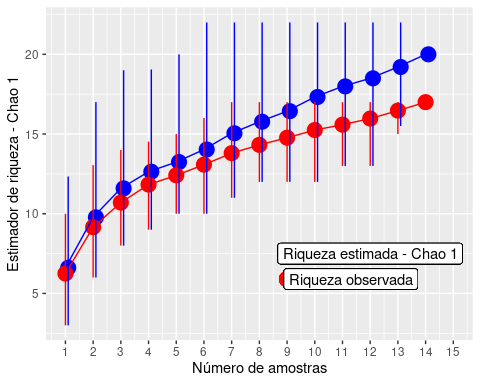 Estimador de riqueza - Chao 1
20
15
10
5
Riqueza estimada - Chao 1
Riqueza observada
1 2 3 4 5 6 7 8 9 10 11 12 13 14 15
Número de amostras